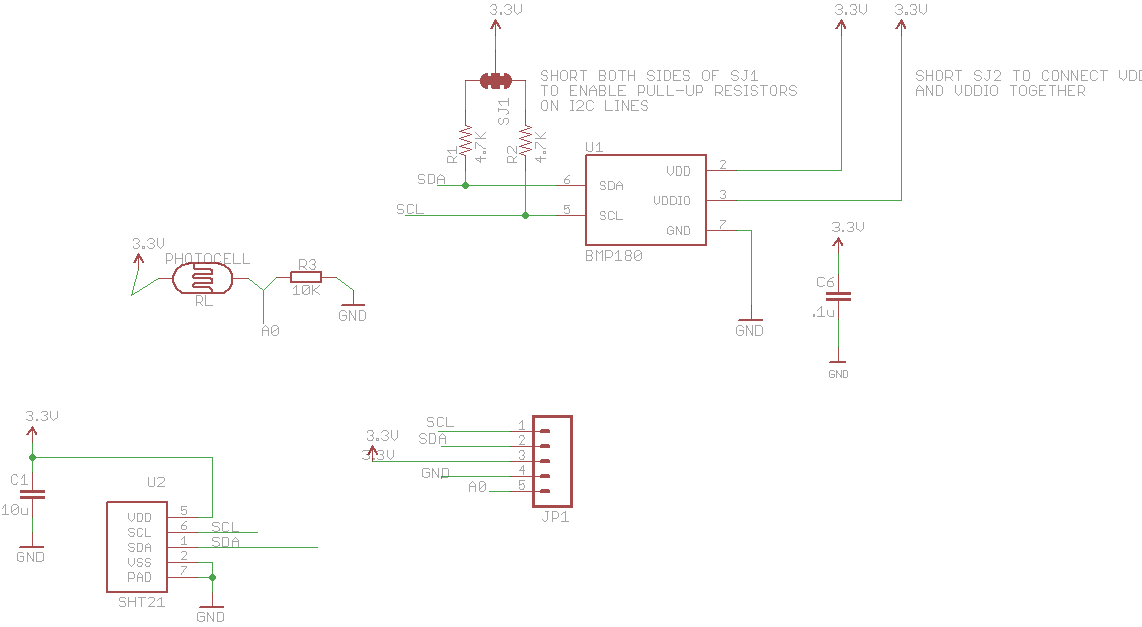 3.3V
3.3V
3.3V
SHORT BOTH SIDES OF SJ1
TO ENABLE PULL-UP RESISTORS
ON I2C LINES
SHORT SJ2 TO CONNECT VDD
AND VDDIO TOGETHER
SJ1
R1
4.7K
R2
4.7K
U1
SDA
6
SDA
SCL
5
SCL
VDD
2
VDDIO
3
GND
7
BMP180
GND
3.3V
C6
.1u
GND
3.3V
PHOTOCELL
RL
R3
10K
A0
GND
3.3V
C1
10u
GND
U2
VDD
5
SCL
6
SCL
SDA
1
SDA
VSS
2
PAD
7
SHT21
GND
SCL
1
3.3V
SDA
2
3.3V
3
GND
4
A0
5
JP1